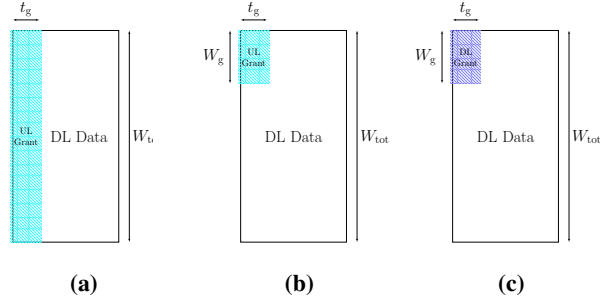 t_g
UL
Grant
DL Data
W_t
(a)
t_g
W_g
UL
Grant
DL Data
W_tot
(b)
t_g
W_g
DL
Grant
DL Data
W_tot
(c)